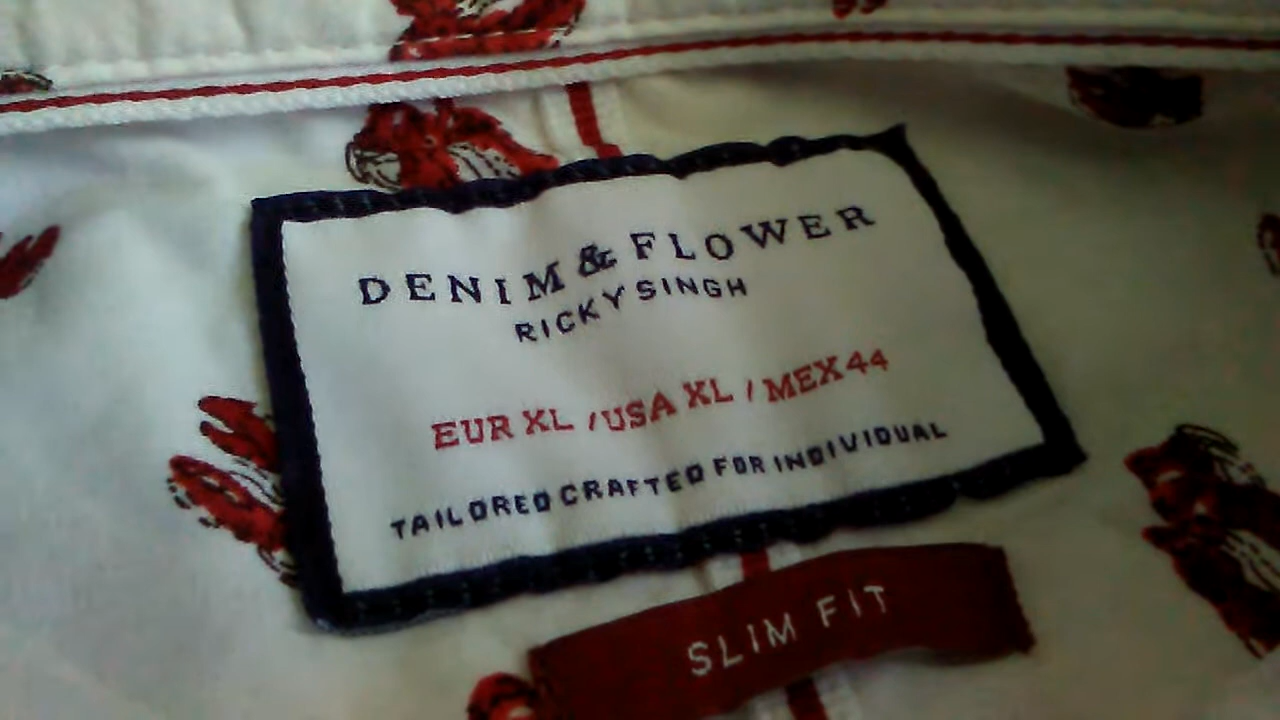 DENIM & FLOWER
RICKY SINGH
EUR XL / USA XL / MEX 44
TAILORED CRAFTED FOR INDIVIDUAL
SLIM FIT